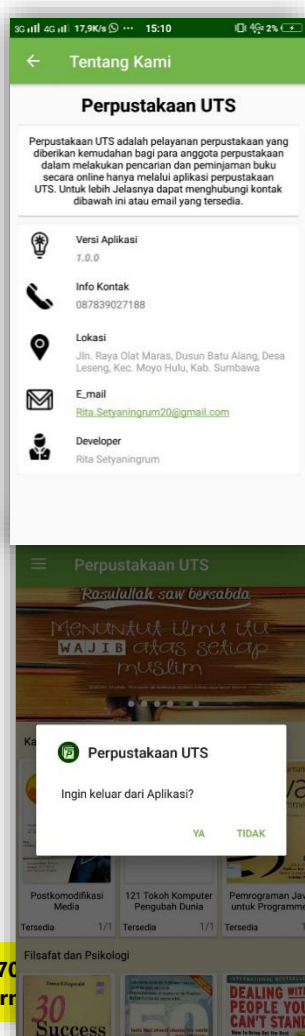 3G 4G 17,9K/s ••• 15:10 4G 2%
Tentang Kami
Perpustakaan UTS
Perpustakaan UTS adalah pelayanan perpustakaan yang
diberikan kemudahan bagi para anggota perpustakaan
dalam melakukan pencarian dan peminjaman buku
secara online hanya melalui aplikasi perpustakaan
UTS. Untuk lebih Jelasnya dapat menghubungi kontak
dibawah ini atau email yang tersedia.
Versi Aplikasi
1.0.0
Info Kontak
087839027188
Lokasi
Jln. Raya Olat Maras, Dusun Batu Alang, Desa
Leseng, Kec. Moyo Hulu, Kab. Sumbawa
E_mail
Rita.Setyaningrum20@gmail.com
Developer
Rita Setyaningrum
Perpustakaan UTS
Rasulullah saw bersabda
Menuntut ilmu itu
WAJIB atas setiap
muslim
Ka
Perpustakaan UTS
Ingin keluar dari Aplikasi?
YA TIDAK
Postkomodifikasi
Media
121 Tokoh Komputer
Pengubah Dunia
Pemrograman Jav
untuk Programme
Tersedia 1/1 Tersedia 1/1 Tersedia
Filsafat dan Psikologi
70
30
Success
50
DEALING WITH
PEOPLE YOU
CAN'T STAND